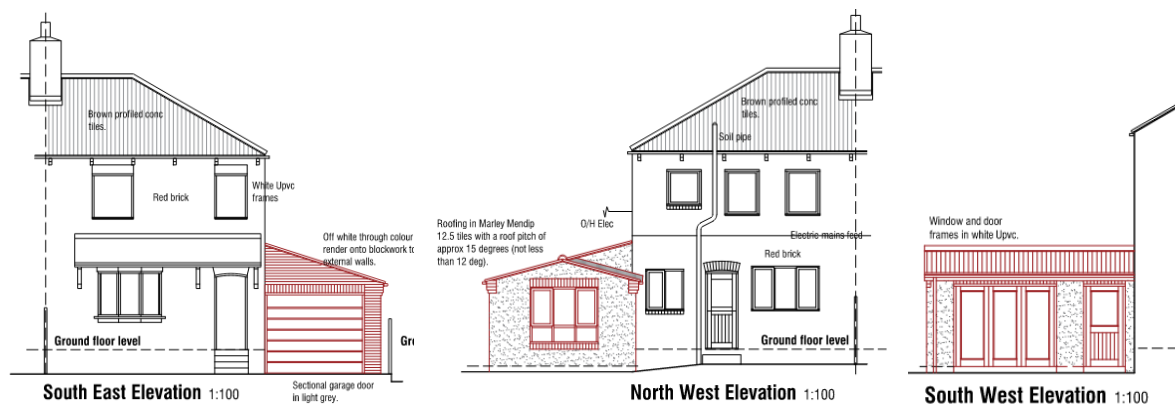 Brown profiled conc
tiles.
Red brick
White Upvc
frames
Off white through colour
render onto blockwork to
external walls.
Ground floor level
Sectional garage door
in light grey.
South East Elevation 1:100
Brown profiled conc
tiles.
Soil pipe
O/H Elec
Roofing in Marley Mendip
12.5 tiles with a roof pitch of
approx 15 degrees (not less
than 12 deg).
Electric mains feed
Red brick
Ground floor level
North West Elevation 1:100
Window and door
frames in white Upvc.
South West Elevation 1:100